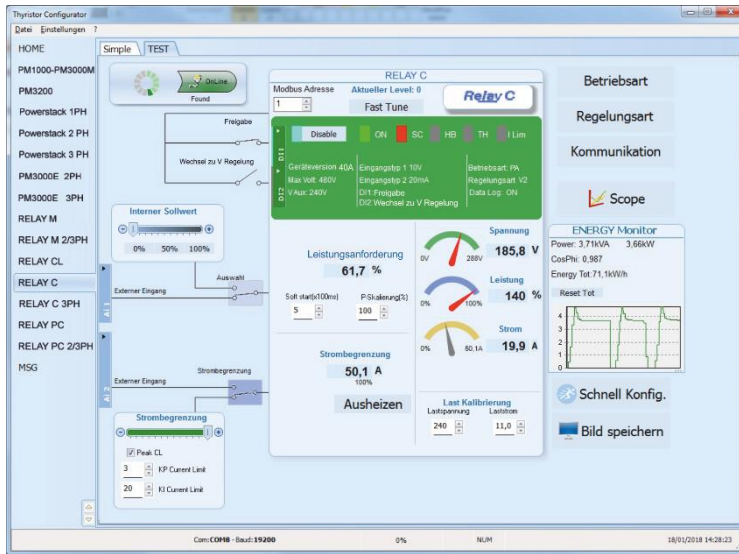 Thyristor Configurator
Datei Einstellungen ?
HOME
PM1000-PM3000M
PM3200
Powerstack 1PH
Powerstack 2 PH
Powerstack 3 PH
PM3000E 2PH
PM3000E 3PH
RELAY M
RELAY M 2/3PH
RELAY CL
RELAY C
RELAY C 3PH
RELAY PC
RELAY PC 2/3PH
MSG
Simple TEST
OnLine
Found
Freigabe
Wechsel zu V Regelung
Interner Sollwert
0% 50% 100%
Auswahl
Externer Eingang
Ai 1
Strombegrenzung
Externer Eingang
Ai 2
Strombegrenzung
Peak CL
3 KP Current Limit
20 KI Current Limit
RELAY C
Modbus Adresse
1
Aktueller Level: 0
Fast Tune
Relay C
DI1
DI2
Disable ON SC HB TH I Lim
Geräteversion 40A Eingangstyp 1 10V Betriebsart: PA
Max Volt: 480V Eingangstyp 2 20mA Regelungsart V2
V Aux: 240V DI1:Freigabe Data Log: ON
DI2:Wechsel zu V Regelung
Leistungsanforderung
61,7 %
Soft start(x100ms) P-Skalierung(%)
5 100
Strombegrenzung
50,1 A
100%
Ausheizen
Spannung
0V 288V 185,8 V
Leistung
0% 100% 140 %
Strom
0% 60,1A 19,9 A
Last Kalibrierung
Lastspannung Laststrom
240 11,0
Betriebsart
Regelungsart
Kommunikation
Scope
ENERGY Monitor
Power: 3,71kVA 3,66kW
CosPhi: 0,987
Energy Tot:71,1kW/h
Reset Tot
4
3
2
1
0
Schnell Konfig.
Bild speichern
Com:COM8 - Baud:19200 0% NUM 18/01/2018 14:28:23